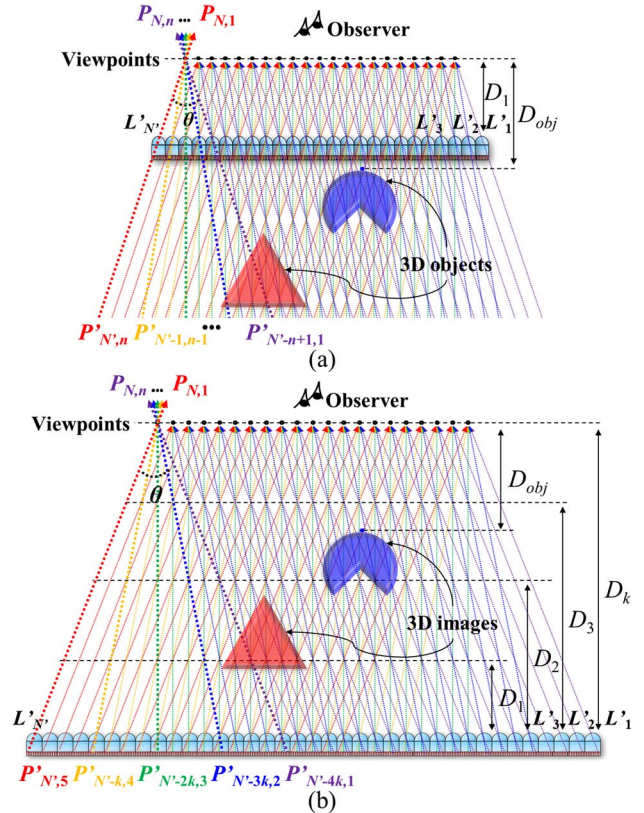 P_{N,n} ... P_{N,1}
Observer
Viewpoints
D_1
D_{obj}
θ
L'_{N'}
L'_3 L'_2 L'_1
3D objects
P'_{N',n} P'_{N'-1,n-1} ... P'_{N'-n+1,1}
(a)
P_{N,n} ... P_{N,1}
Observer
Viewpoints
θ
D_{obj}
D_k
3D images
D_3
D_2
D_1
L'_{N'}
L'_3 L'_2 L'_1
P'_{N',5} P'_{N'-k,4} P'_{N'-2k,3} P'_{N'-3k,2} P'_{N'-4k,1}
(b)